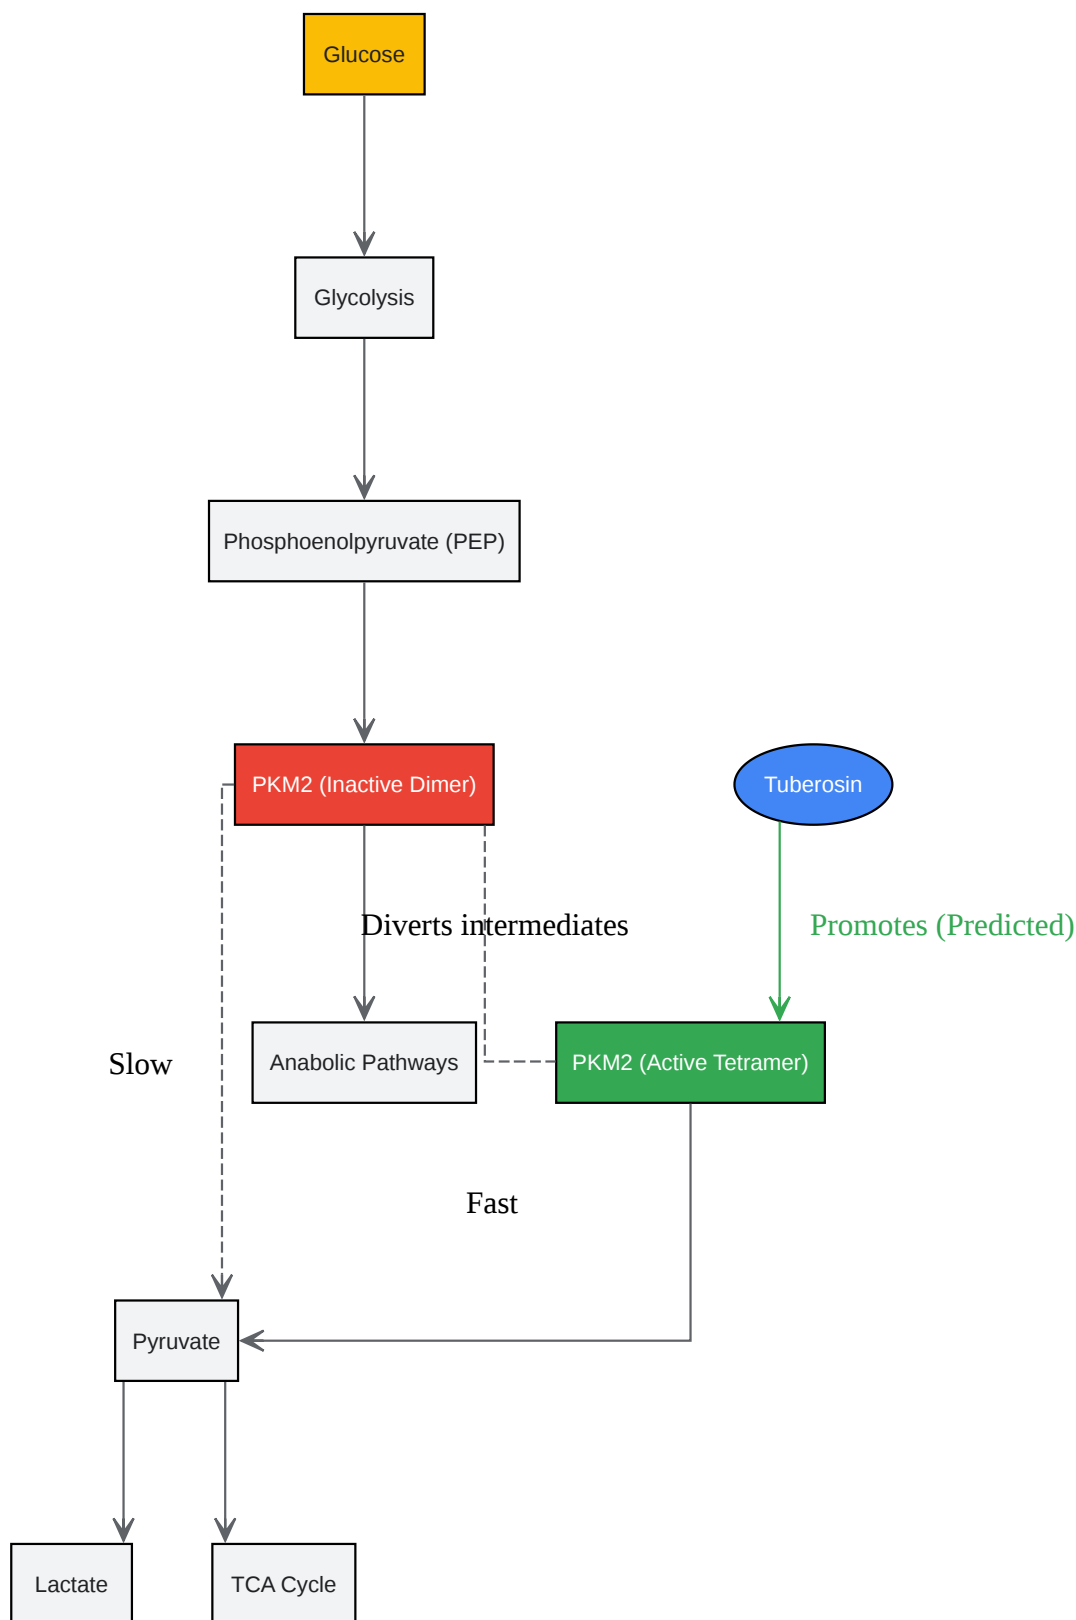 Glucose
Glycolysis
Phosphoenolpyruvate (PEP)
PKM2 (Inactive Dimer)
Tuberosin
Diverts intermediates
Promotes (Predicted)
Slow
Anabolic Pathways
PKM2 (Active Tetramer)
Fast
Pyruvate
Lactate
TCA Cycle